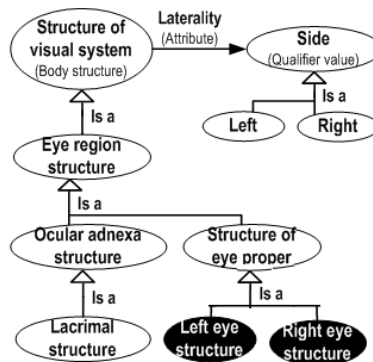 Structure of
visual system
(Body structure)
Laterality
(Attribute)
Side
(Qualifier value)
Is a
Is a
Left
Right
Eye region
structure
Is a
Ocular adnexa
structure
Structure of
eye proper
Is a
Is a
Lacrimal
structure
Left eye
structure
Right eye
structure